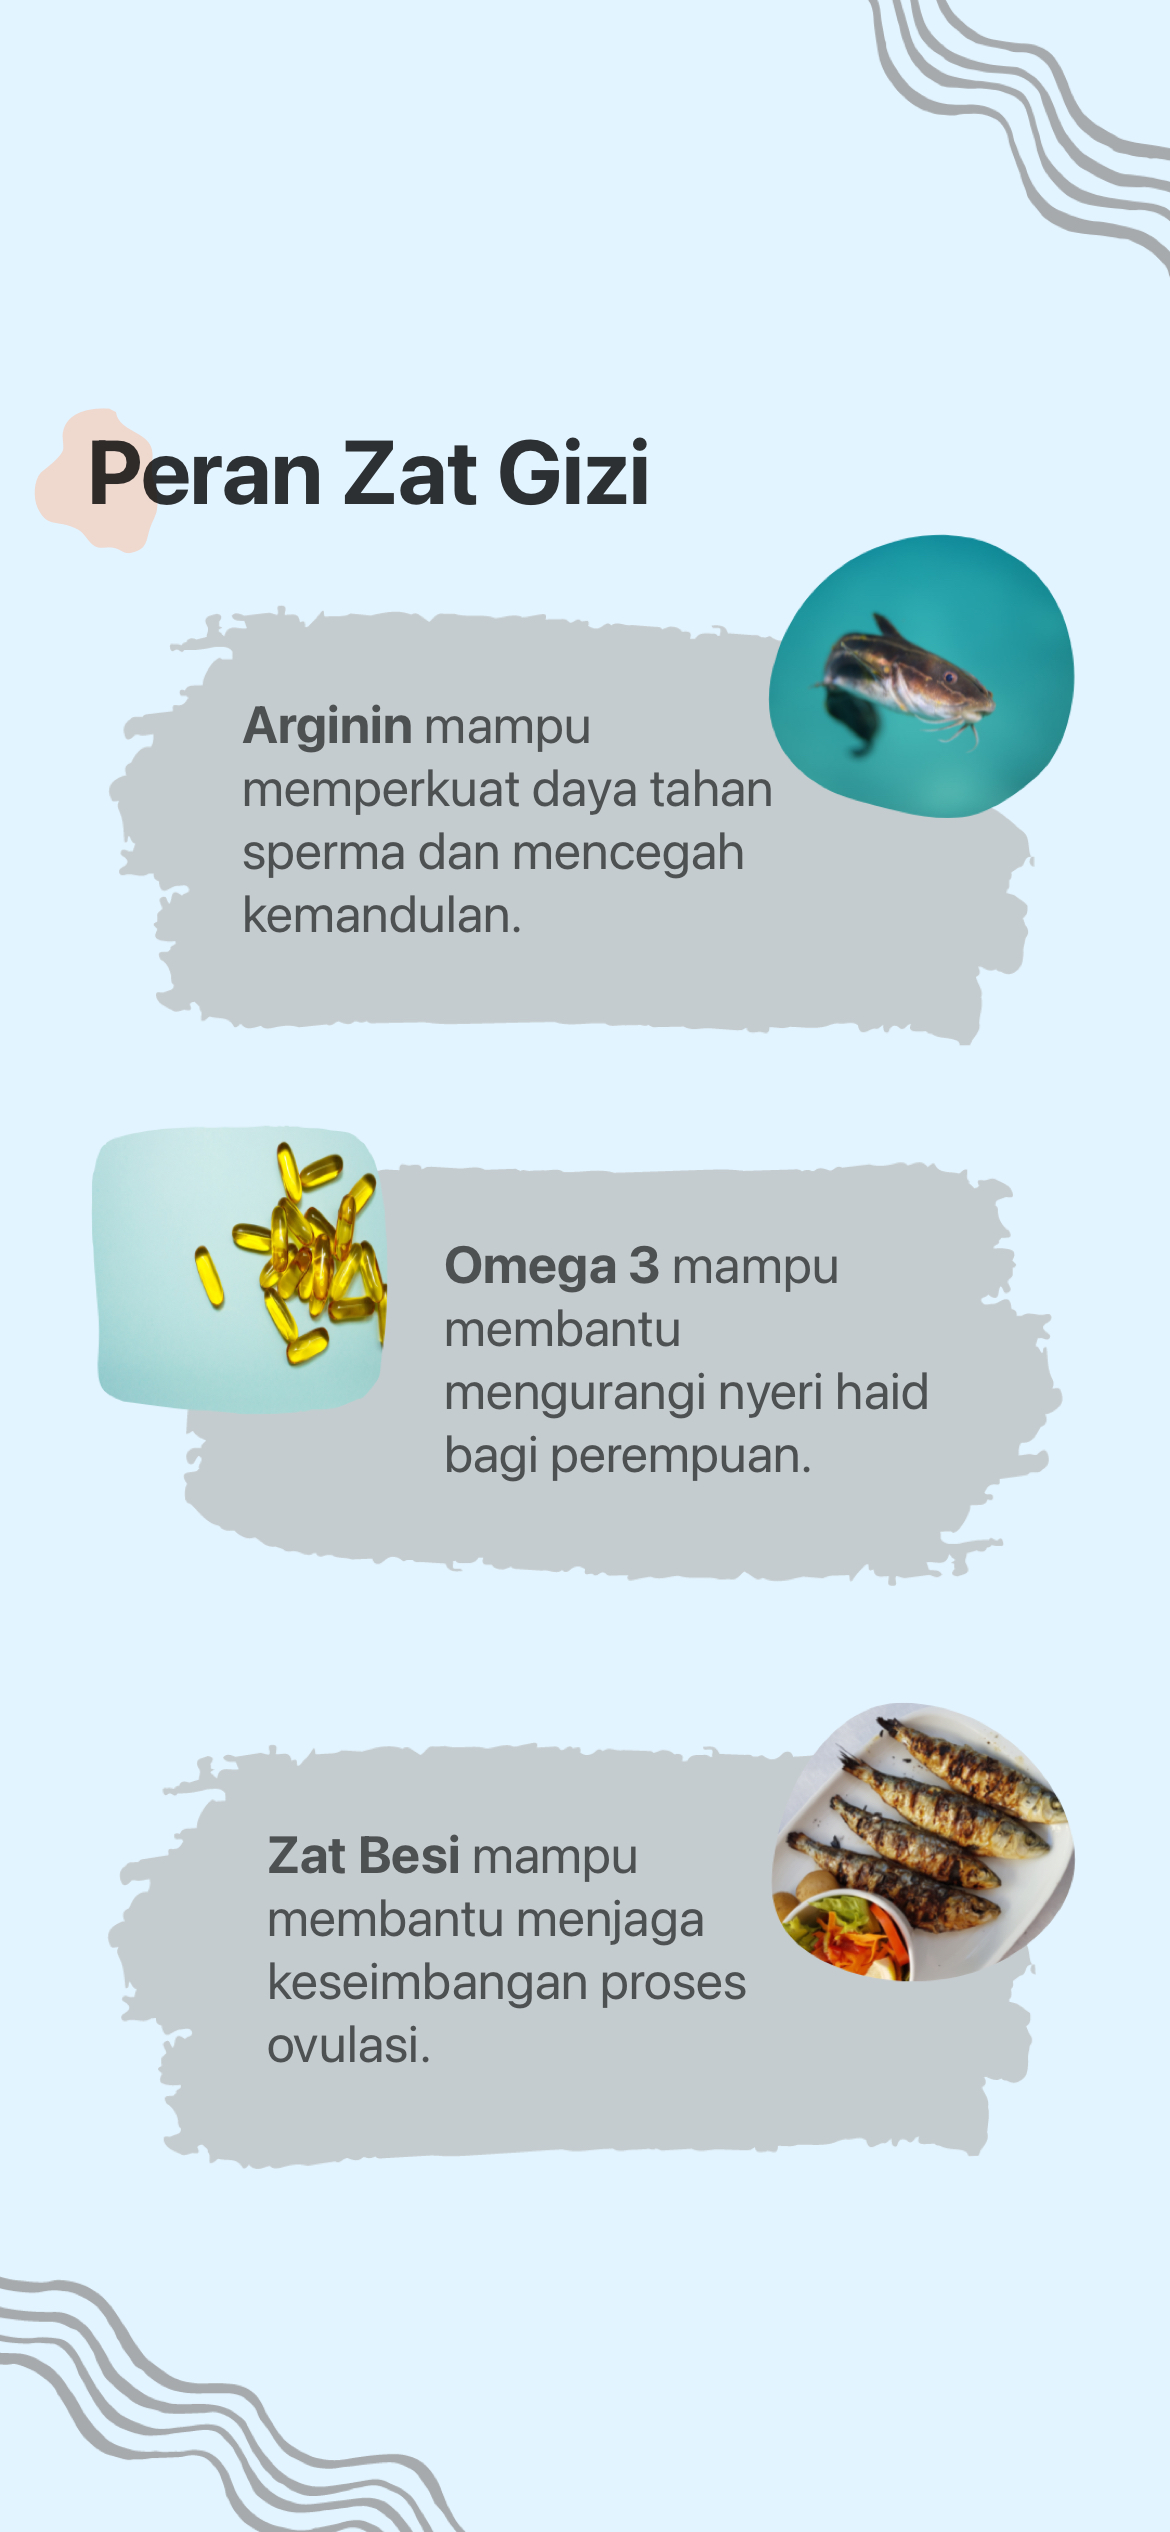 Peran Zat Gizi
Arginin mampu
memperkuat daya tahan
sperma dan mencegah
kemandulan.
Omega 3 mampu
membantu
mengurangi nyeri haid
bagi perempuan.
Zat Besi mampu
membantu menjaga
keseimbangan proses
ovulasi.